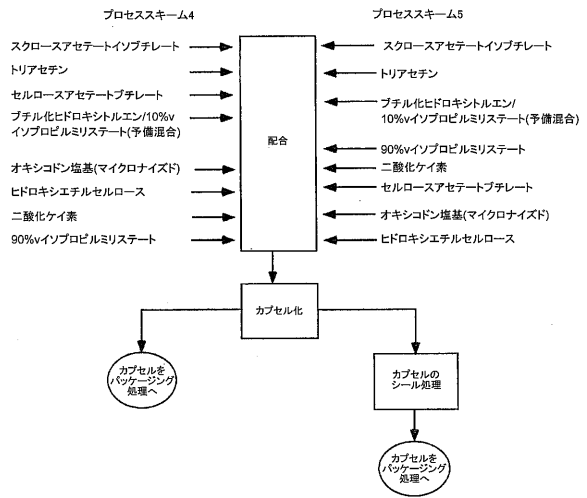 プロセススキーム4
スクロースアセテートイソブチレート
トリアセチン
セルロースアセテートブチレート
ブチル化ヒドロキシトルエン/10%v
イソプロピルミリステート(予備混合)
オキシコドン塩基(マイクロナイズド)
ヒドロキシエチルセルロース
二酸化ケイ素
90%vイソプロピルミリステート
プロセススキーム5
スクロースアセテートイソブチレート
トリアセチン
ブチル化ヒドロキシトルエン/
10%vイソプロピルミリステート(予備混合)
90%vイソプロピルミリステート
二酸化ケイ素
セルロースアセテートブチレート
オキシコドン塩基(マイクロナイズド)
ヒドロキシエチルセルロース
配合
カプセル化
カプセルを
パッケージング
処理へ
カプセルの
シール処理
カプセルを
パッケージング
処理へ